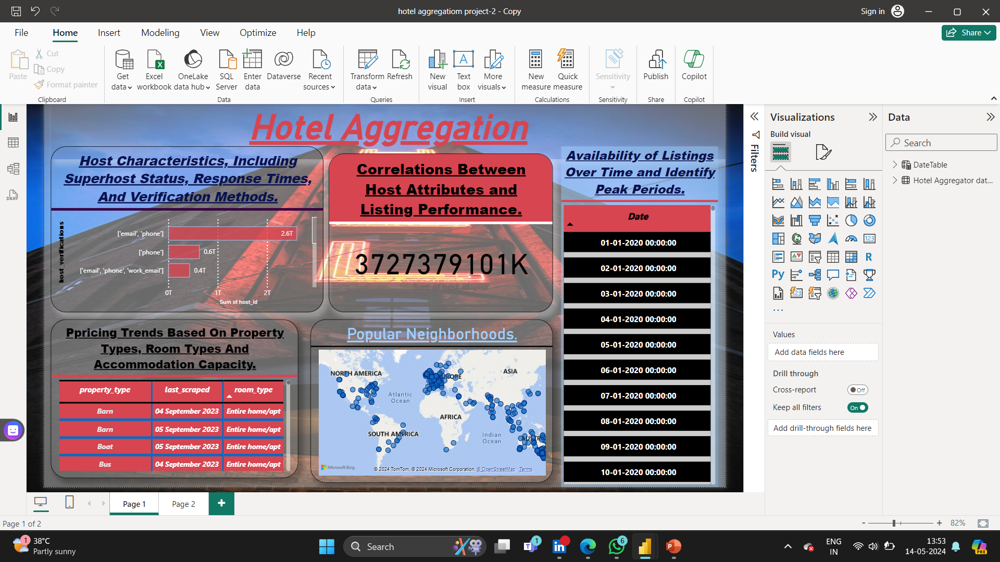 hotel aggregatiom project-2 - Copy
Sign in
File
Home
Insert
Modeling
View
Optimize
Help
Share
Paste
Cut
Copy
Format painter
Clipboard
Get
data
Excel
workbook
OneLake
data hub
SQL
Server
Enter
data
Dataverse
Recent
sources
Data
Transform
data
Refresh
Queries
New
visual
Text
box
More
visuals
Insert
New
measure
Quick
measure
Calculations
Sensitivity
Sensitivity
Publish
Share
Copilot
Copilot
Hotel Aggregation
Host Characteristics, Including
Superhost Status, Response Times,
And Verification Methods.
host_verifications
['email', 'phone']
2.6T
['phone']
0.6T
['email', 'phone', 'work_email']
0.4T
0T
1T
2T
Sum of host_id
Correlations Between
Host Attributes and
Listing Performance.
3727379101K
Sum of host_id
Availability of Listings
Over Time and Identify
Peak Periods.
Date
01-01-2020 00:00:00
02-01-2020 00:00:00
03-01-2020 00:00:00
04-01-2020 00:00:00
05-01-2020 00:00:00
06-01-2020 00:00:00
07-01-2020 00:00:00
08-01-2020 00:00:00
09-01-2020 00:00:00
10-01-2020 00:00:00
Ppricing Trends Based On Property
Types, Room Types And
Accommodation Capacity.
property_type last_scraped room_type
Barn 04 September 2023 Entire home/apt
Barn 05 September 2023 Entire home/apt
Boat 05 September 2023 Entire home/apt
Bus 04 September 2023 Entire home/apt
Popular Neighborhoods.
NORTH AMERICA
ASIA
Atlantic
Ocean
AFRICA
SOUTH AMERICA
Indian
Ocean
Microsoft Bing
© 2024 TomTom, © 2024 Microsoft Corporation, © OpenStreetMap Terms
Filters
Visualizations
Build visual
123
R
Py
123
...
Values
Add data fields here
Drill through
Cross-report
Off
Keep all filters
On
Add drill-through fields here
Data
Search
DateTable
Hotel Aggregator dat...
DAX
Page 1
Page 2
Page 1 of 2
- + 82%
1
38°C
Partly sunny
Search
1
6
ENG
IN
13:53
14-05-2024
PRE